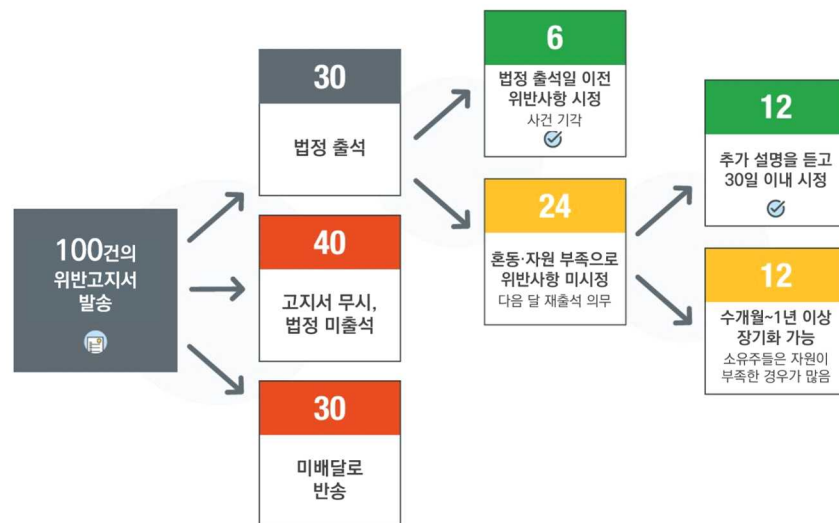 100건의
위반고지서
발송
30
법정 출석
40
고지서 무시,
법정 미출석
30
미배달로
반송
6
법정 출석일 이전
위반사항 시정
사건 기각
24
혼동·자원 부족으로
위반사항 미시정
다음 달 재출석 의무
12
추가 설명을 듣고
30일 이내 시정
12
수개월~1년 이상
장기화 가능
소유주들은 자원이
부족한 경우가 많음